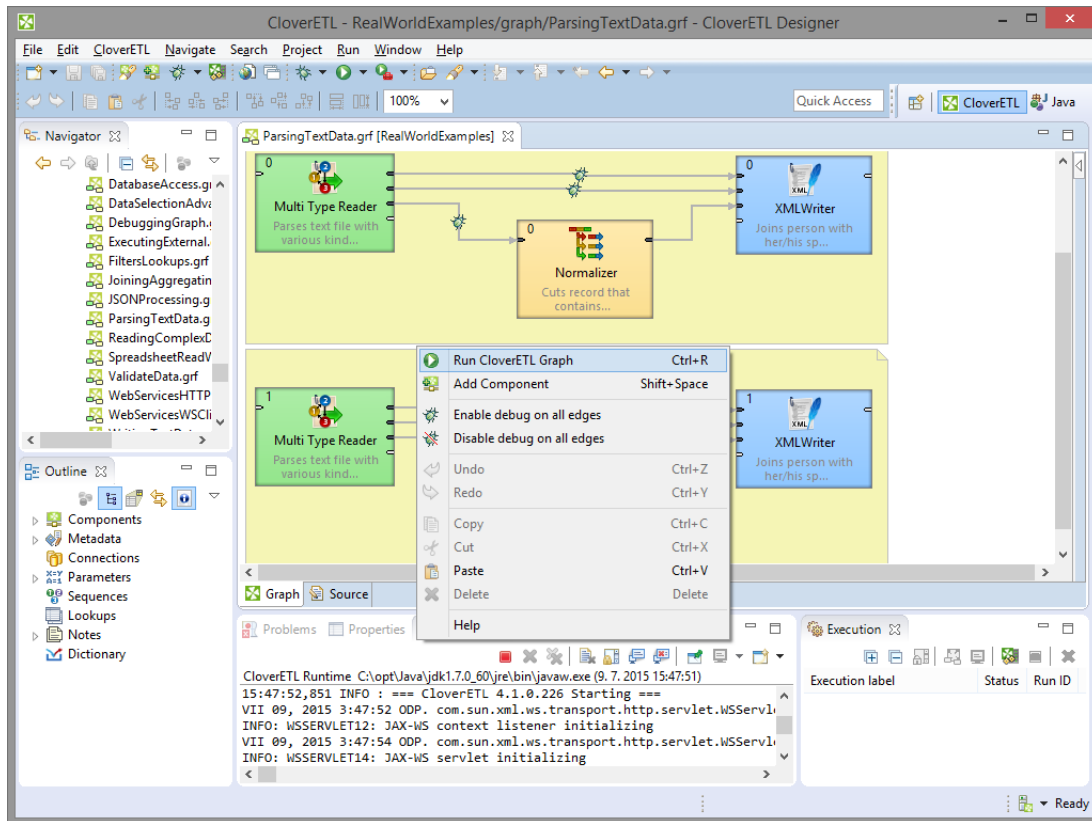 CloverETL - RealWorldExamples/graph/ParsingTextData.grf - CloverETL Designer
File Edit CloverETL Navigate Search Project Run Window Help
100%
Quick Access
CloverETL
Java
Navigator
DatabaseAccess.gr
DataSelectionAdva
DebuggingGraph.
ExecutingExternal.
FiltersLookups.grf
JoiningAggregatin
JSONProcessing.g
ParsingTextData.g
ReadingComplexD
SpreadsheetReadW
ValidateData.grf
WebServicesHTTP
WebServicesWSCli
ParsingTextData.grf [RealWorldExamples]
0
Multi Type Reader
Parses text file with
various kind...
0
Normalizer
Cuts record that
contains...
0
XML
XMLWriter
Joins person with
her/his sp...
1
Multi Type Reader
Parses text file with
various kind...
1
XML
XMLWriter
Joins person with
her/his sp...
Run CloverETL Graph Ctrl+R
Add Component Shift+Space
Enable debug on all edges
Disable debug on all edges
Undo Ctrl+Z
Redo Ctrl+Y
Copy Ctrl+C
Cut Ctrl+X
Paste Ctrl+V
Delete Delete
Help
Graph Source
Outline
Components
Metadata
Connections
Parameters
Sequences
Lookups
Notes
Dictionary
Problems Properties
CloverETL Runtime C:\opt\Java\jdk1.7.0_60\jre\bin\javaw.exe (9. 7. 2015 15:47:51)
15:47:52,851 INFO : === CloverETL 4.1.0.226 Starting ===
VII 09, 2015 3:47:52 ODP. com.sun.xml.ws.transport.http.servlet.WSServl
INFO: WSSERVLET12: JAX-WS context listener initializing
VII 09, 2015 3:47:54 ODP. com.sun.xml.ws.transport.http.servlet.WSServl
INFO: WSSERVLET14: JAX-WS servlet initializing
Execution
Execution label Status Run ID
Ready